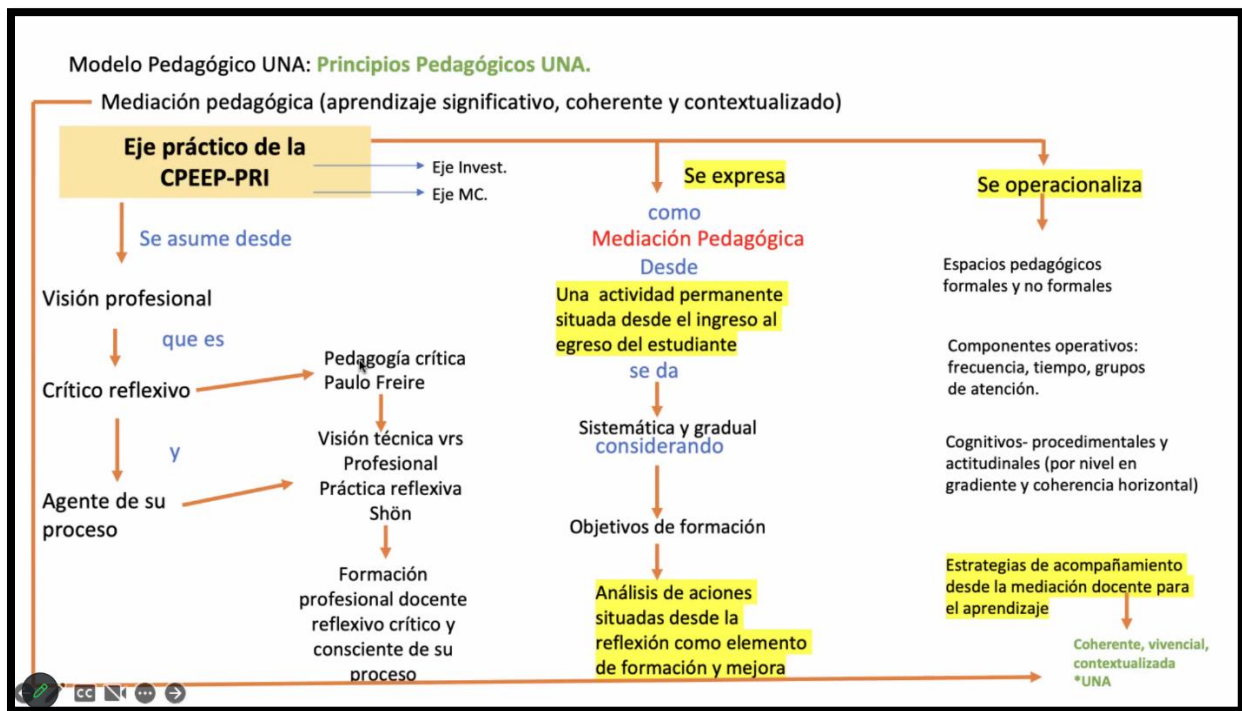 Modelo Pedagógico UNA: Principios Pedagógicos UNA.
Mediación pedagógica (aprendizaje significativo, coherente y contextualizado)
Eje práctico de la
CPEEP-PRI
Eje Invest.
Eje MC.
Se asume desde
Visión profesional
que es
Crítico reflexivo
y
Agente de su
proceso
Pedagogía crítica
Paulo Freire
Visión técnica vrs
Profesional
Práctica reflexiva
Shön
Formación
profesional docente
reflexivo crítico y
consciente de su
proceso
Se expresa
como
Mediación Pedagógica
Desde
Una actividad permanente
situada desde el ingreso al
egreso del estudiante
se da
Sistemática y gradual
considerando
Objetivos de formación
Análisis de acciones
situadas desde la
reflexión como elemento
de formación y mejora
Se operacionaliza
Espacios pedagógicos
formales y no formales
Componentes operativos:
frecuencia, tiempo, grupos
de atención.
Cognitivos- procedimentales y
actitudinales (por nivel en
gradiente y coherencia horizontal)
Estrategias de acompañamiento
desde la mediación docente para
el aprendizaje
Coherente, vivencial,
contextualizada
*UNA
CC